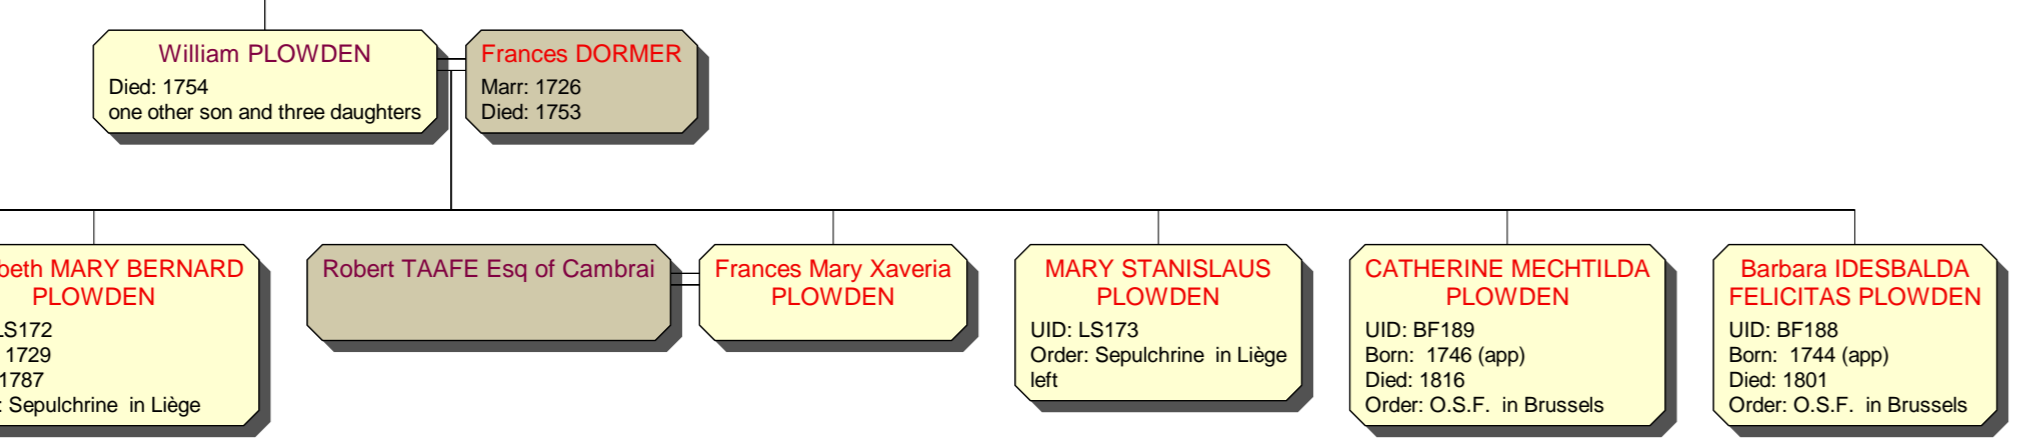 William PLOWDEN
Died: 1754
one other son and three daughters
Frances DORMER
Marr: 1726
Died: 1753
beth MARY BERNARD
PLOWDEN
LS172
1729
1787
: Sepulchrine in Liège
Robert TAAFE Esq of Cambrai
Frances Mary Xaveria
PLOWDEN
MARY STANISLAUS
PLOWDEN
UID: LS173
Order: Sepulchrine in Liège
left
CATHERINE MECHTILDA
PLOWDEN
UID: BF189
Born: 1746 (app)
Died: 1816
Order: O.S.F. in Brussels
Barbara IDESBALDA
FELICITAS PLOWDEN
UID: BF188
Born: 1744 (app)
Died: 1801
Order: O.S.F. in Brussels